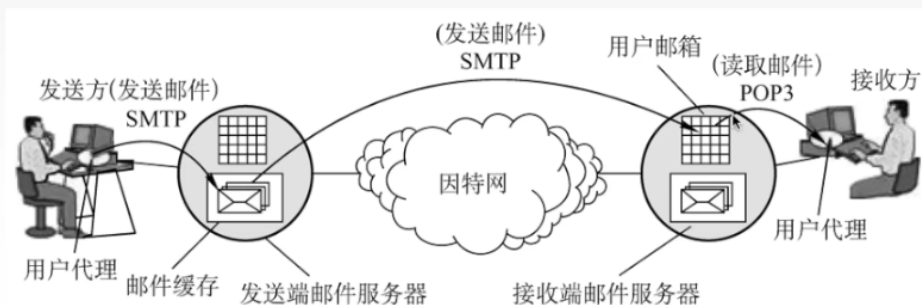 (发送邮件)
SMTP
用户邮箱
(读取邮件)
POP3
接收方
发送方(发送邮件)
SMTP
因特网
用户代理
邮件缓存
发送端邮件服务器
接收端邮件服务器
用户代理